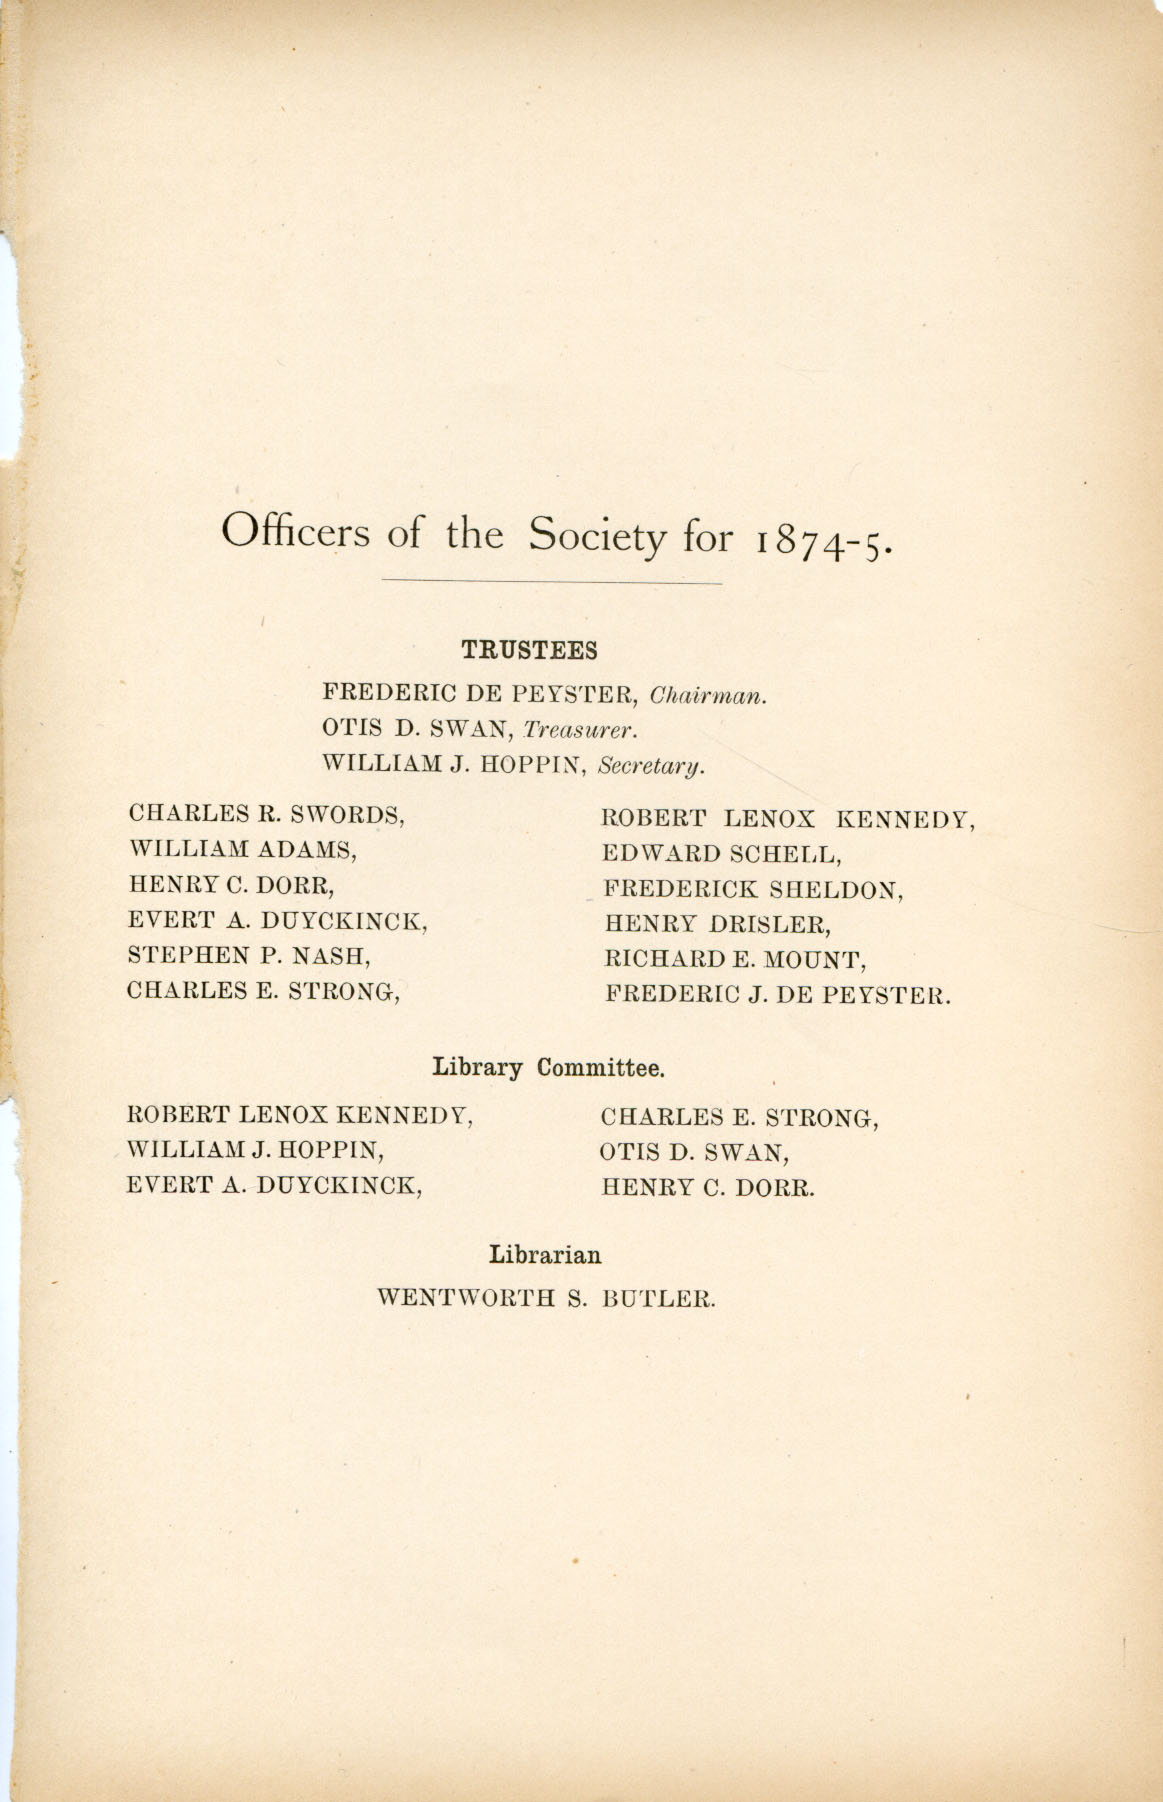 Officers of the Society for 1874-5.
TRUSTEES
FREDERIC DE PEYSTER, Chairman.
OTIS D. SWAN, Treasurer.
WILLIAM J. HOPPIN, Secretary.
CHARLES R. SWORDS,
WILLIAM ADAMS,
HENRY C. DORR,
EVERT A. DUYCKINCK,
STEPHEN P. NASH,
CHARLES E. STRONG,
ROBERT LENOX KENNEDY,
EDWARD SCHELL,
FREDERICK SHELDON,
HENRY DRISLER,
RICHARD E. MOUNT,
FREDERIC J. DE PEYSTER.
Library Committee.
ROBERT LENOX KENNEDY,
WILLIAM J. HOPPIN,
EVERT A. DUYCKINCK,
CHARLES E. STRONG,
OTIS D. SWAN,
HENRY C. DORR.
Librarian
WENTWORTH S. BUTLER.